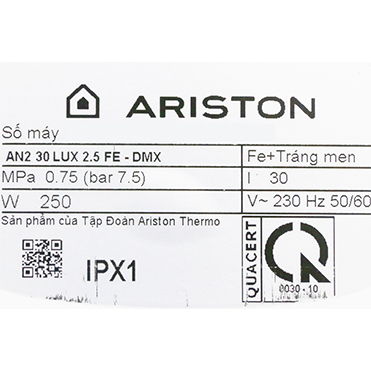 ARISTON
Số máy
AN2 30 LUX 2.5 FE - DMX Fe+Tráng men
MPa 0.75 (bar 7.5) l 30
W 250 V~ 230 Hz 50/60
Sản phẩm của Tập Đoàn Ariston Thermo
IPX1
QUACERT
0030 - 10